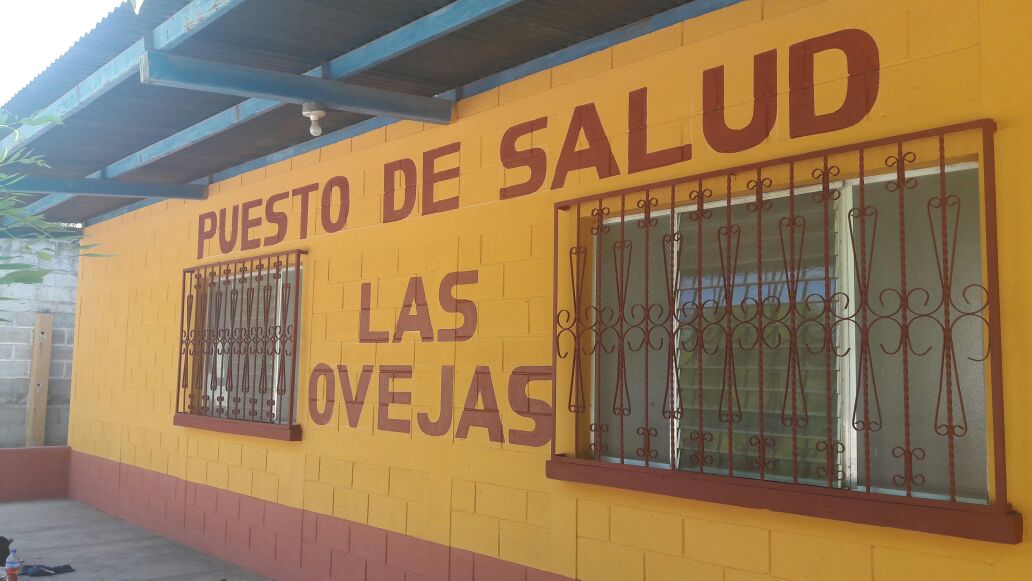 PUESTO DE SALUD
LAS
OVEJAS